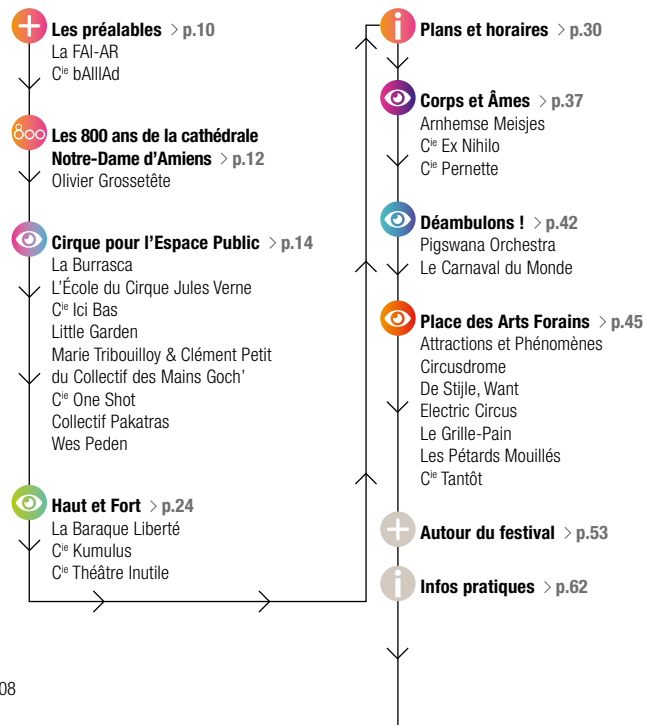 Les préalables > p.10
La FAI-AR
Cie bAlllAd
800 Les 800 ans de la cathédrale
Notre-Dame d’Amiens > p.12
Olivier Grossetête
Cirque pour l’Espace Public > p.14
La Burrasca
L’École du Cirque Jules Verne
Cie Ici Bas
Little Garden
Marie Tribouilloy & Clément Petit
du Collectif des Mains Goch’
Cie One Shot
Collectif Pakatras
Wes Peden
Haut et Fort > p.24
La Baraque Liberté
Cie Kumulus
Cie Théâtre Inutile
Plans et horaires > p.30
Corps et Âmes > p.37
Arnhemse Meisjes
Cie Ex Nihilo
Cie Pernette
Déambulons ! > p.42
Pigswana Orchestra
Le Carnaval du Monde
Place des Arts Forains > p.45
Attractions et Phénomènes
Circusdrome
De Stijle, Want
Electric Circus
Le Grille-Pain
Les Pétards Mouillés
Cie Tantôt
Autour du festival > p.53
Infos pratiques > p.62
08